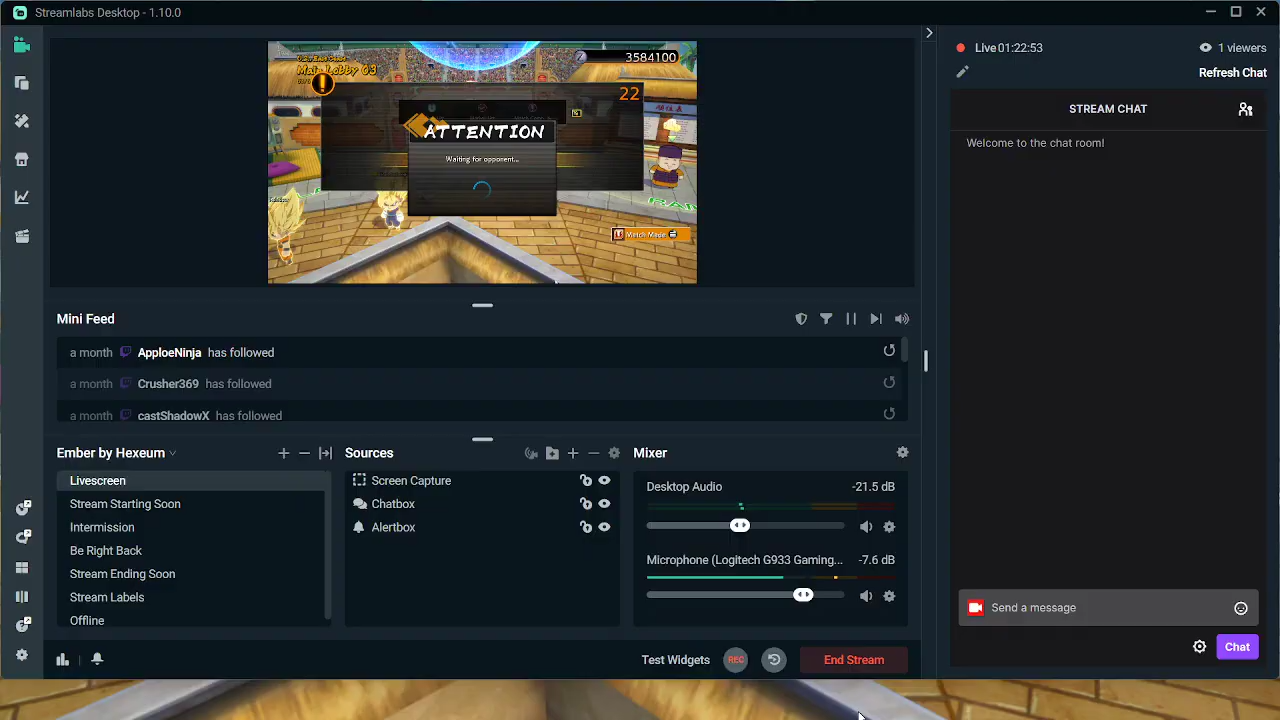 Streamlabs Desktop - 1.10.0
Main Lobby 03
3584100
22
ATTENTION
Waiting for opponent...
Match Made
Live 01:22:53
1 viewers
Refresh Chat
STREAM CHAT
Welcome to the chat room!
Mini Feed
a month ApploeNinja has followed
a month Crusher369 has followed
a month castShadowX has followed
Ember by Hexeum
Livescreen
Stream Starting Soon
Intermission
Be Right Back
Stream Ending Soon
Stream Labels
Offline
Sources
Screen Capture
Chatbox
Alertbox
Mixer
Desktop Audio -21.5 dB
Microphone (Logitech G933 Gaming... -7.6 dB
Test Widgets REC End Stream
Send a message
Chat